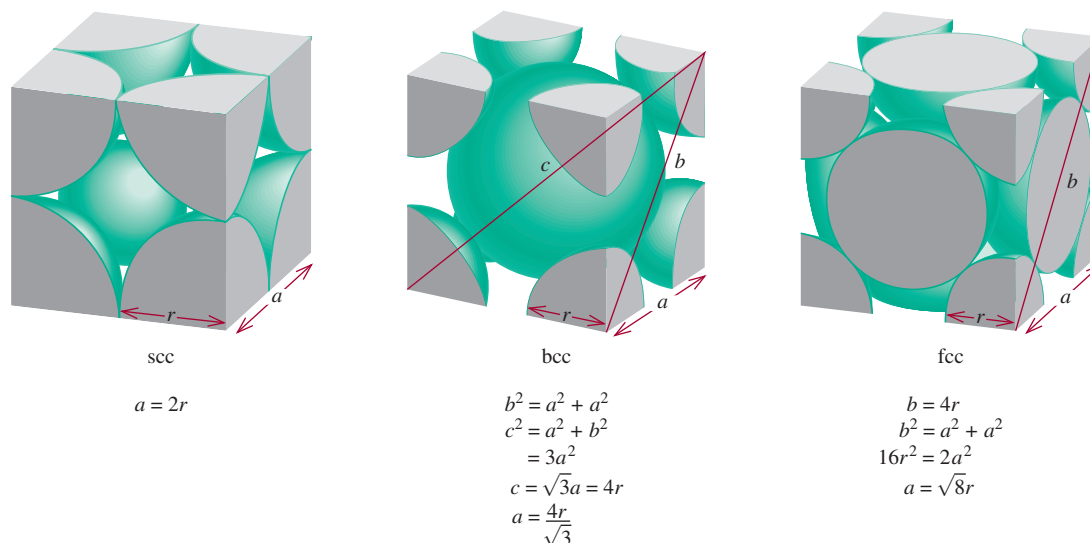 a
r
scc
a = 2r
c
b
a
r
bcc
b² = a² + a²
c² = a² + b²
= 3a²
c = √3a = 4r
a = 4r/√3
b
a
r
fcc
b = 4r
b² = a² + a²
16r² = 2a²
a = √8r